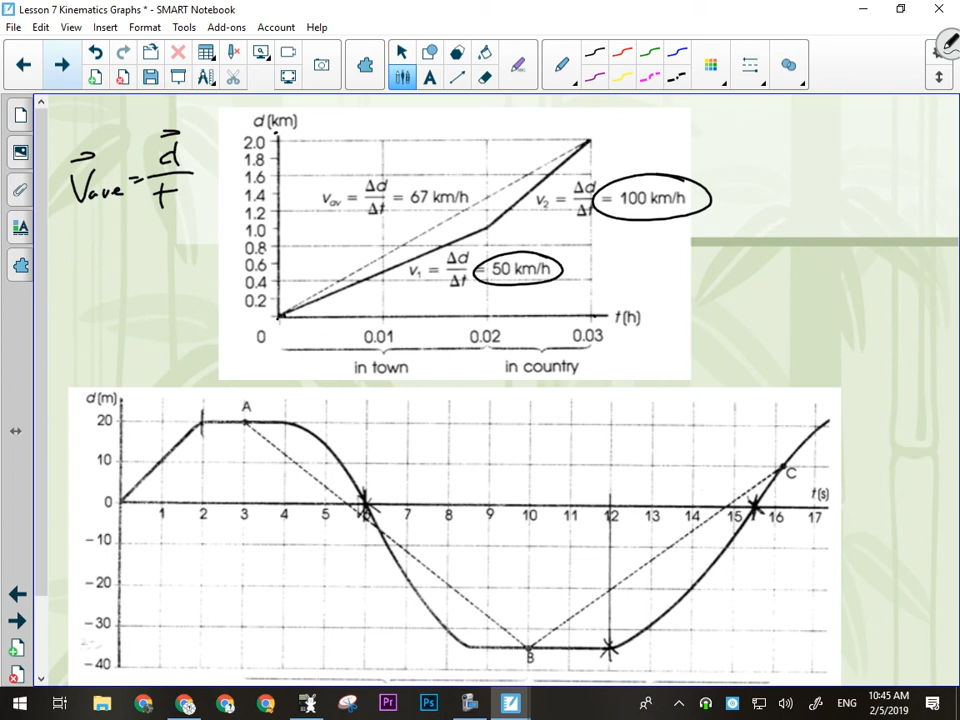 Lesson 7 Kinematics Graphs * - SMART Notebook
File Edit View Insert Format Tools Add-ons Account Help
V⃗ave = d⃗/t
d (km)
2.0
1.8
1.6
1.4
1.2
1.0
0.8
0.6
0.4
0.2
vav = Δd/Δt = 67 km/h
v2 = Δd/Δt = 100 km/h
v1 = Δd/Δt = 50 km/h
t (h)
0 0.01 0.02 0.03
in town in country
d (m)
A
20
10
C
t (s)
0
1 2 3 4 5 6 7 8 9 10 11 12 13 14 15 16 17
-10
-20
-30
B
-40
ENG
10:45 AM
2/5/2019
Pr Ps